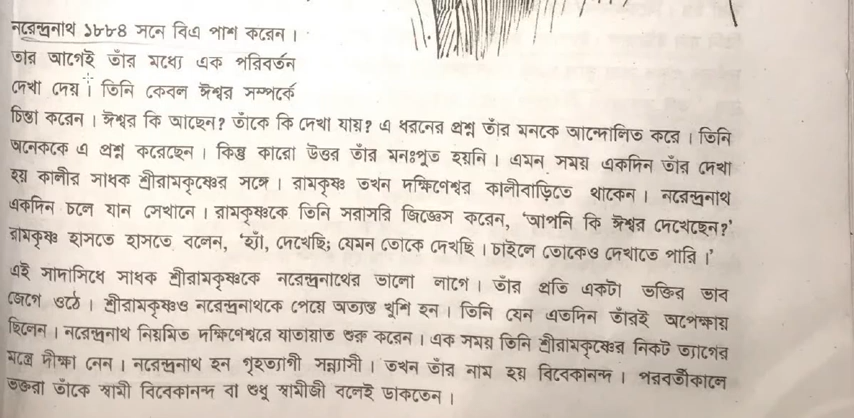 নরেন্দ্রনাথ ১৮৮৪ সনে বিএ পাশ করেন।
তার আগেই তাঁর মধ্যে এক পরিবর্তন
দেখা দেয়। তিনি কেবল ঈশ্বর সম্পর্কে
চিন্তা করেন। ঈশ্বর কি আছেন? তাঁকে কি দেখা যায়? এ ধরনের প্রশ্ন তাঁর মনকে আন্দোলিত করে। তিনি
অনেককে এ প্রশ্ন করেছেন। কিন্তু কারো উত্তর তাঁর মনঃপূত হয়নি। এমন সময় একদিন তাঁর দেখা
হয় কালীর সাধক শ্রীরামকৃষ্ণের সঙ্গে। রামকৃষ্ণ তখন দক্ষিণেশ্বর কালীবাড়িতে থাকেন। নরেন্দ্রনাথ
একদিন চলে যান সেখানে। রামকৃষ্ণকে তিনি সরাসরি জিজ্ঞেস করেন, ‘আপনি কি ঈশ্বর দেখেছেন?’
রামকৃষ্ণ হাসতে হাসতে বলেন, ‘হ্যাঁ, দেখেছি; যেমন তোকে দেখছি। চাইলে তোকেও দেখাতে পারি।’
এই সাদাসিধে সাধক শ্রীরামকৃষ্ণকে নরেন্দ্রনাথের ভালো লাগে। তাঁর প্রতি একটা ভক্তির ভাব
জেগে ওঠে। শ্রীরামকৃষ্ণও নরেন্দ্রনাথকে পেয়ে অত্যন্ত খুশি হন। তিনি যেন এতদিন তাঁরই অপেক্ষায়
ছিলেন। নরেন্দ্রনাথ নিয়মিত দক্ষিণেশ্বরে যাতায়াত শুরু করেন। এক সময় তিনি শ্রীরামকৃষ্ণের নিকট ত্যাগের
মন্ত্রে দীক্ষা নেন। নরেন্দ্রনাথ হন গৃহত্যাগী সন্ন্যাসী। তখন তাঁর নাম হয় বিবেকানন্দ। পরবর্তীকালে
ভক্তরা তাঁকে স্বামী বিবেকানন্দ বা শুধু স্বামীজী বলেই ডাকতেন।